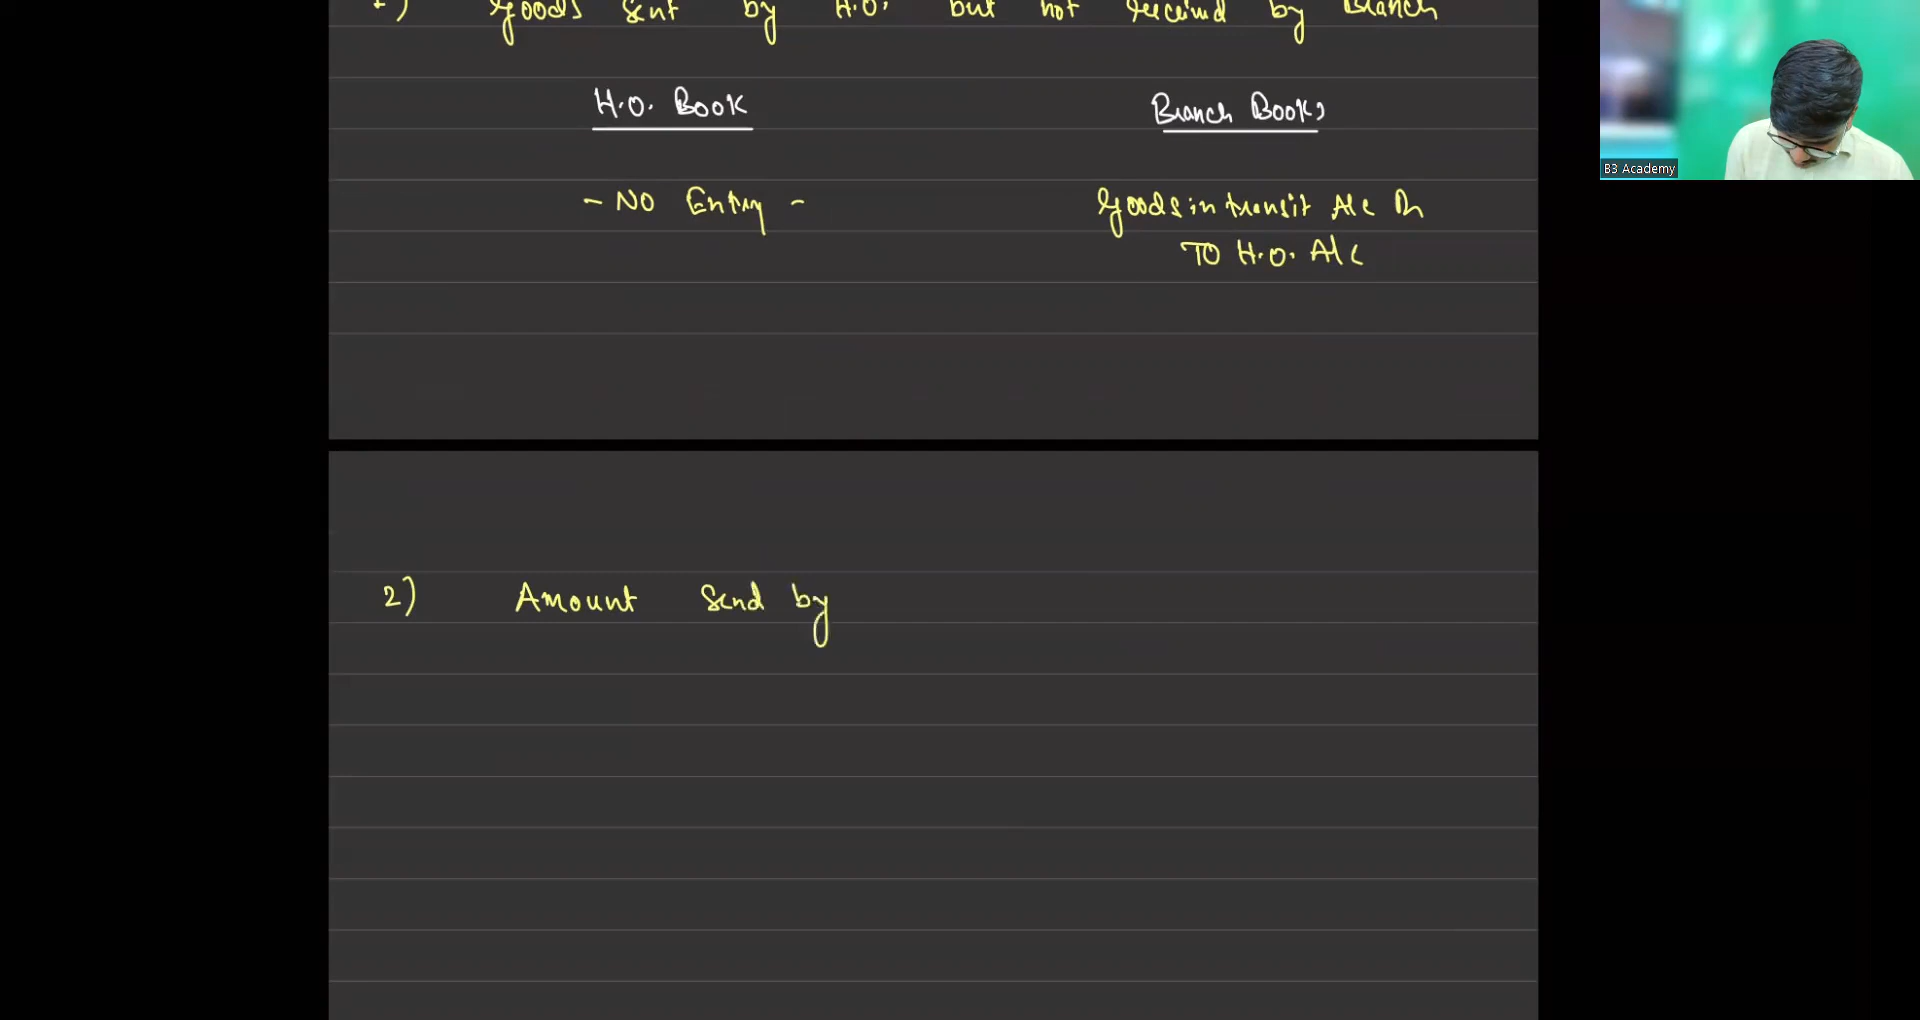 1) Goods Sent by H.O. but not received by Branch
H.O. Book
Branch Books
- NO Entry -
Goods in transit A/c Dr
TO H.O. A/c
2) Amount Send by
B3 Academy